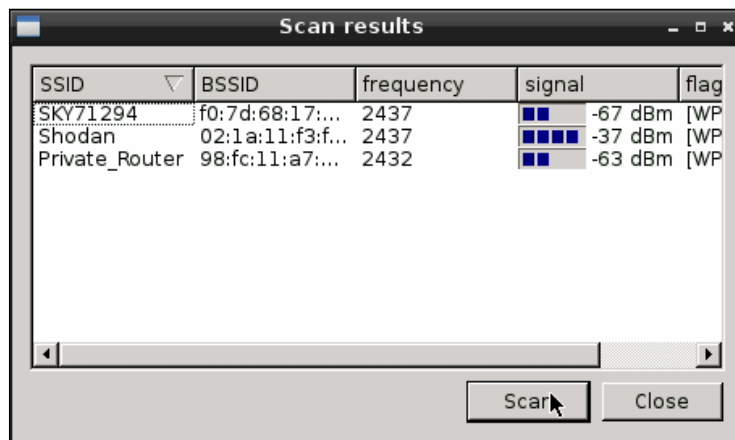 Scan results
SSID BSSID frequency signal flag
SKY71294 f0:7d:68:17:... 2437 -67 dBm [WP
Shodan 02:1a:11:f3:f... 2437 -37 dBm [WP
Private_Router 98:fc:11:a7:... 2432 -63 dBm [WP
Scan Close